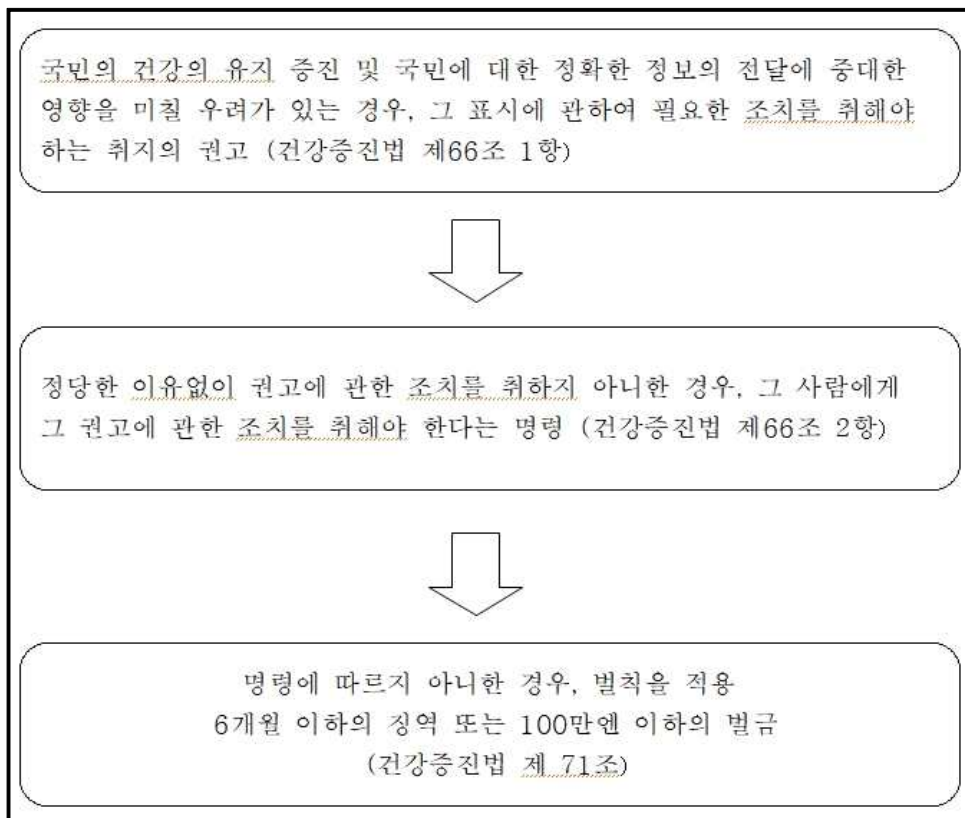 국민의 건강의 유지 증진 및 국민에 대한 정확한 정보의 전달에 중대한
영향을 미칠 우려가 있는 경우, 그 표시에 관하여 필요한 조치를 취해야
하는 취지의 권고 (건강증진법 제66조 1항)
정당한 이유없이 권고에 관한 조치를 취하지 아니한 경우, 그 사람에게
그 권고에 관한 조치를 취해야 한다는 명령 (건강증진법 제66조 2항)
명령에 따르지 아니한 경우, 벌칙을 적용
6개월 이하의 징역 또는 100만엔 이하의 벌금
(건강증진법 제 71조)